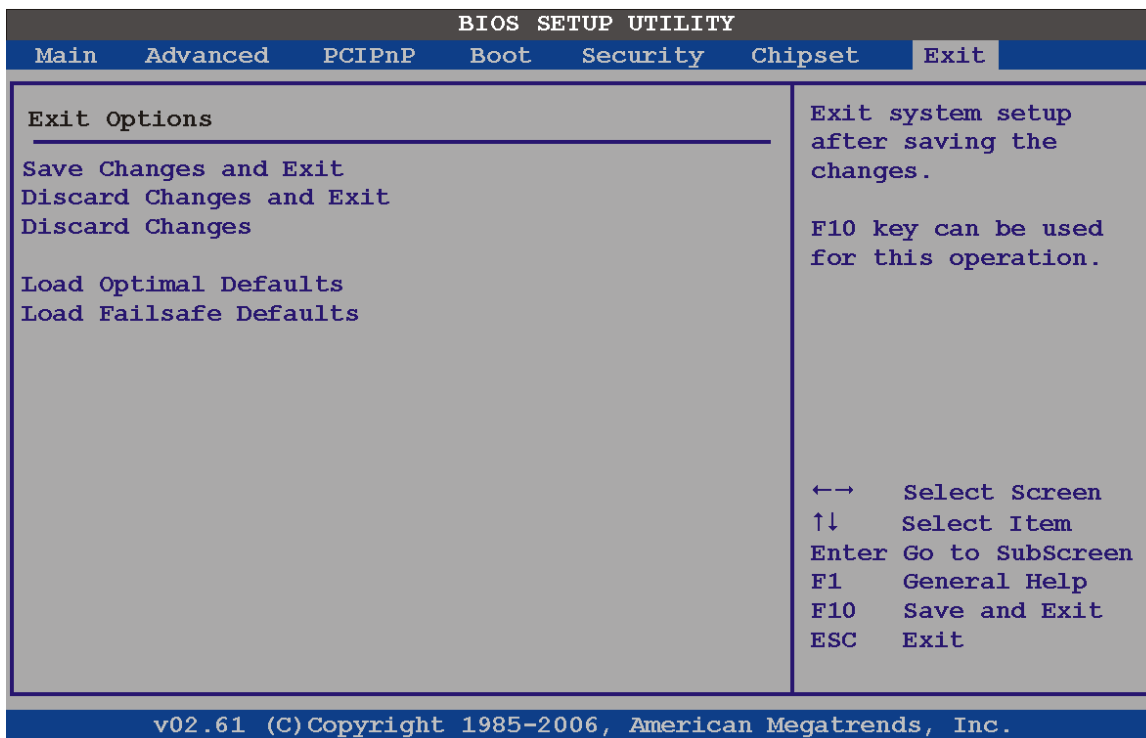 BIOS SETUP UTILITY
Main Advanced PCIPnP Boot Security Chipset Exit
Exit Options
Save Changes and Exit
Discard Changes and Exit
Discard Changes
Load Optimal Defaults
Load Failsafe Defaults
Exit system setup
after saving the
changes.
F10 key can be used
for this operation.
←→ Select Screen
↑↓ Select Item
Enter Go to SubScreen
F1 General Help
F10 Save and Exit
ESC Exit
v02.61 (C)Copyright 1985-2006, American Megatrends, Inc.